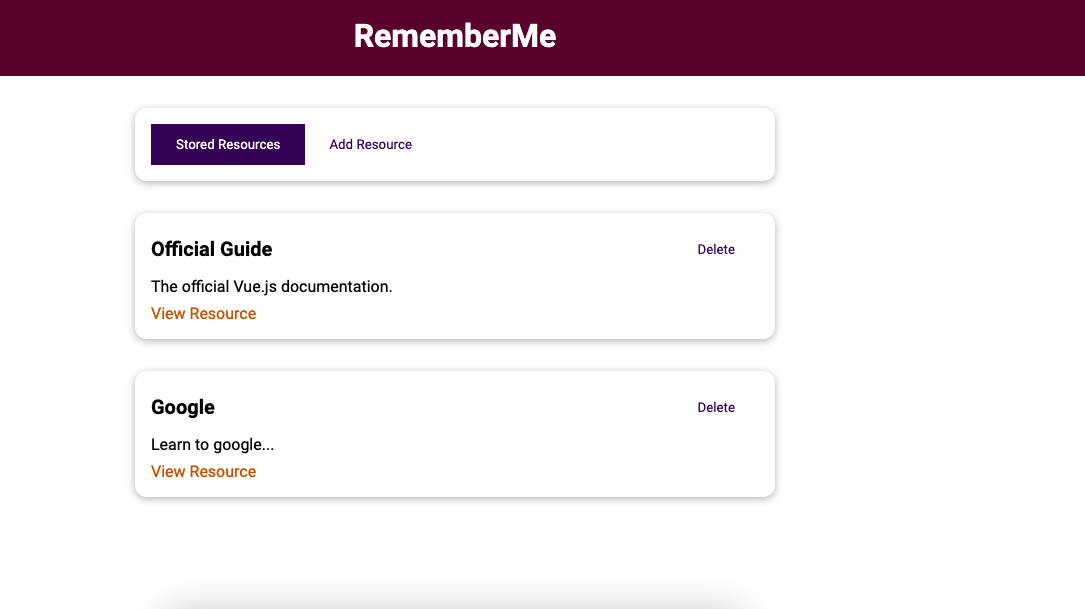 RememberMe
Stored Resources Add Resource
Official Guide Delete
The official Vue.js documentation.
View Resource
Google Delete
Learn to google...
View Resource